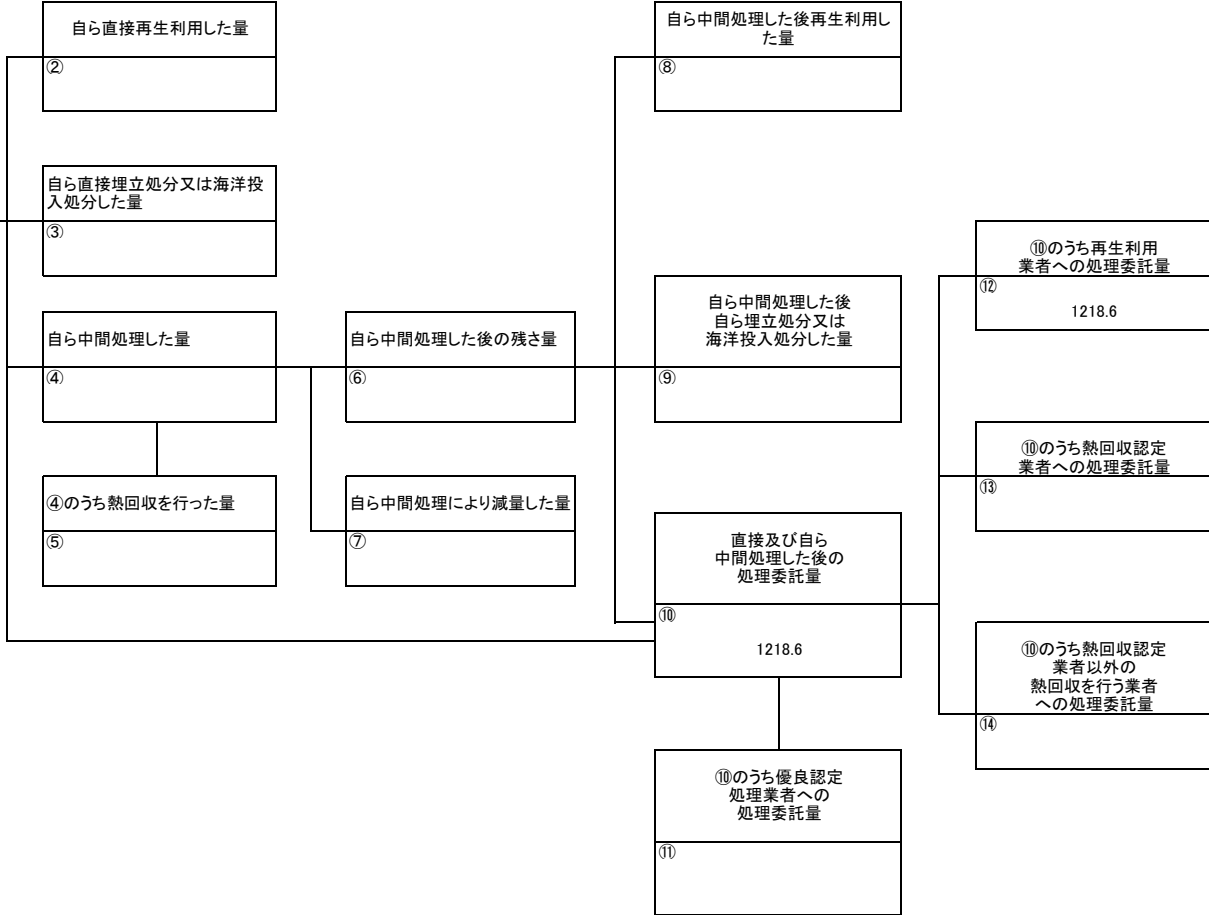 自ら直接再生利用した量
②
自ら直接埋立処分又は海洋投
入処分した量
③
自ら中間処理した量
④
④のうち熱回収を行った量
⑤
自ら中間処理した後の残さ量
⑥
自ら中間処理により減量した量
⑦
自ら中間処理した後再生利用し
た量
⑧
自ら中間処理した後
自ら埋立処分又は
海洋投入処分した量
⑨
直接及び自ら
中間処理した後の
処理委託量
⑩
1218.6
⑩のうち優良認定
処理業者への
処理委託量
⑪
⑩のうち再生利用
業者への処理委託量
⑫
1218.6
⑩のうち熱回収認定
業者への処理委託量
⑬
⑩のうち熱回収認定
業者以外の
熱回収を行う業者
への処理委託量
⑭